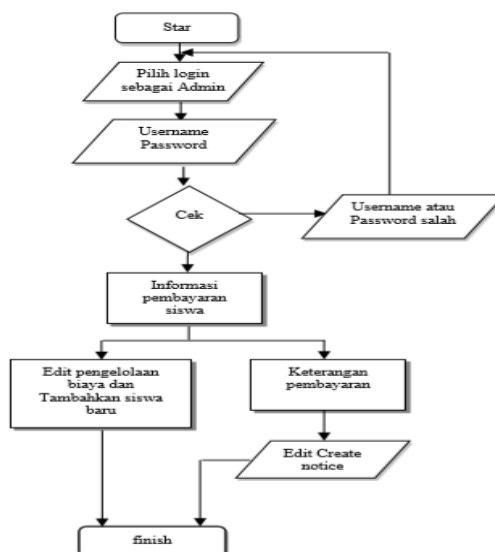 Star
Pilih login
sebagai Admin
Username
Password
Cek
Username atau
Password salah
Informasi
pembayaran
siswa
Edit pengelolaan
biaya dan
Tambahkan siswa
baru
Keterangan
pembayaran
Edit Create
notice
finish